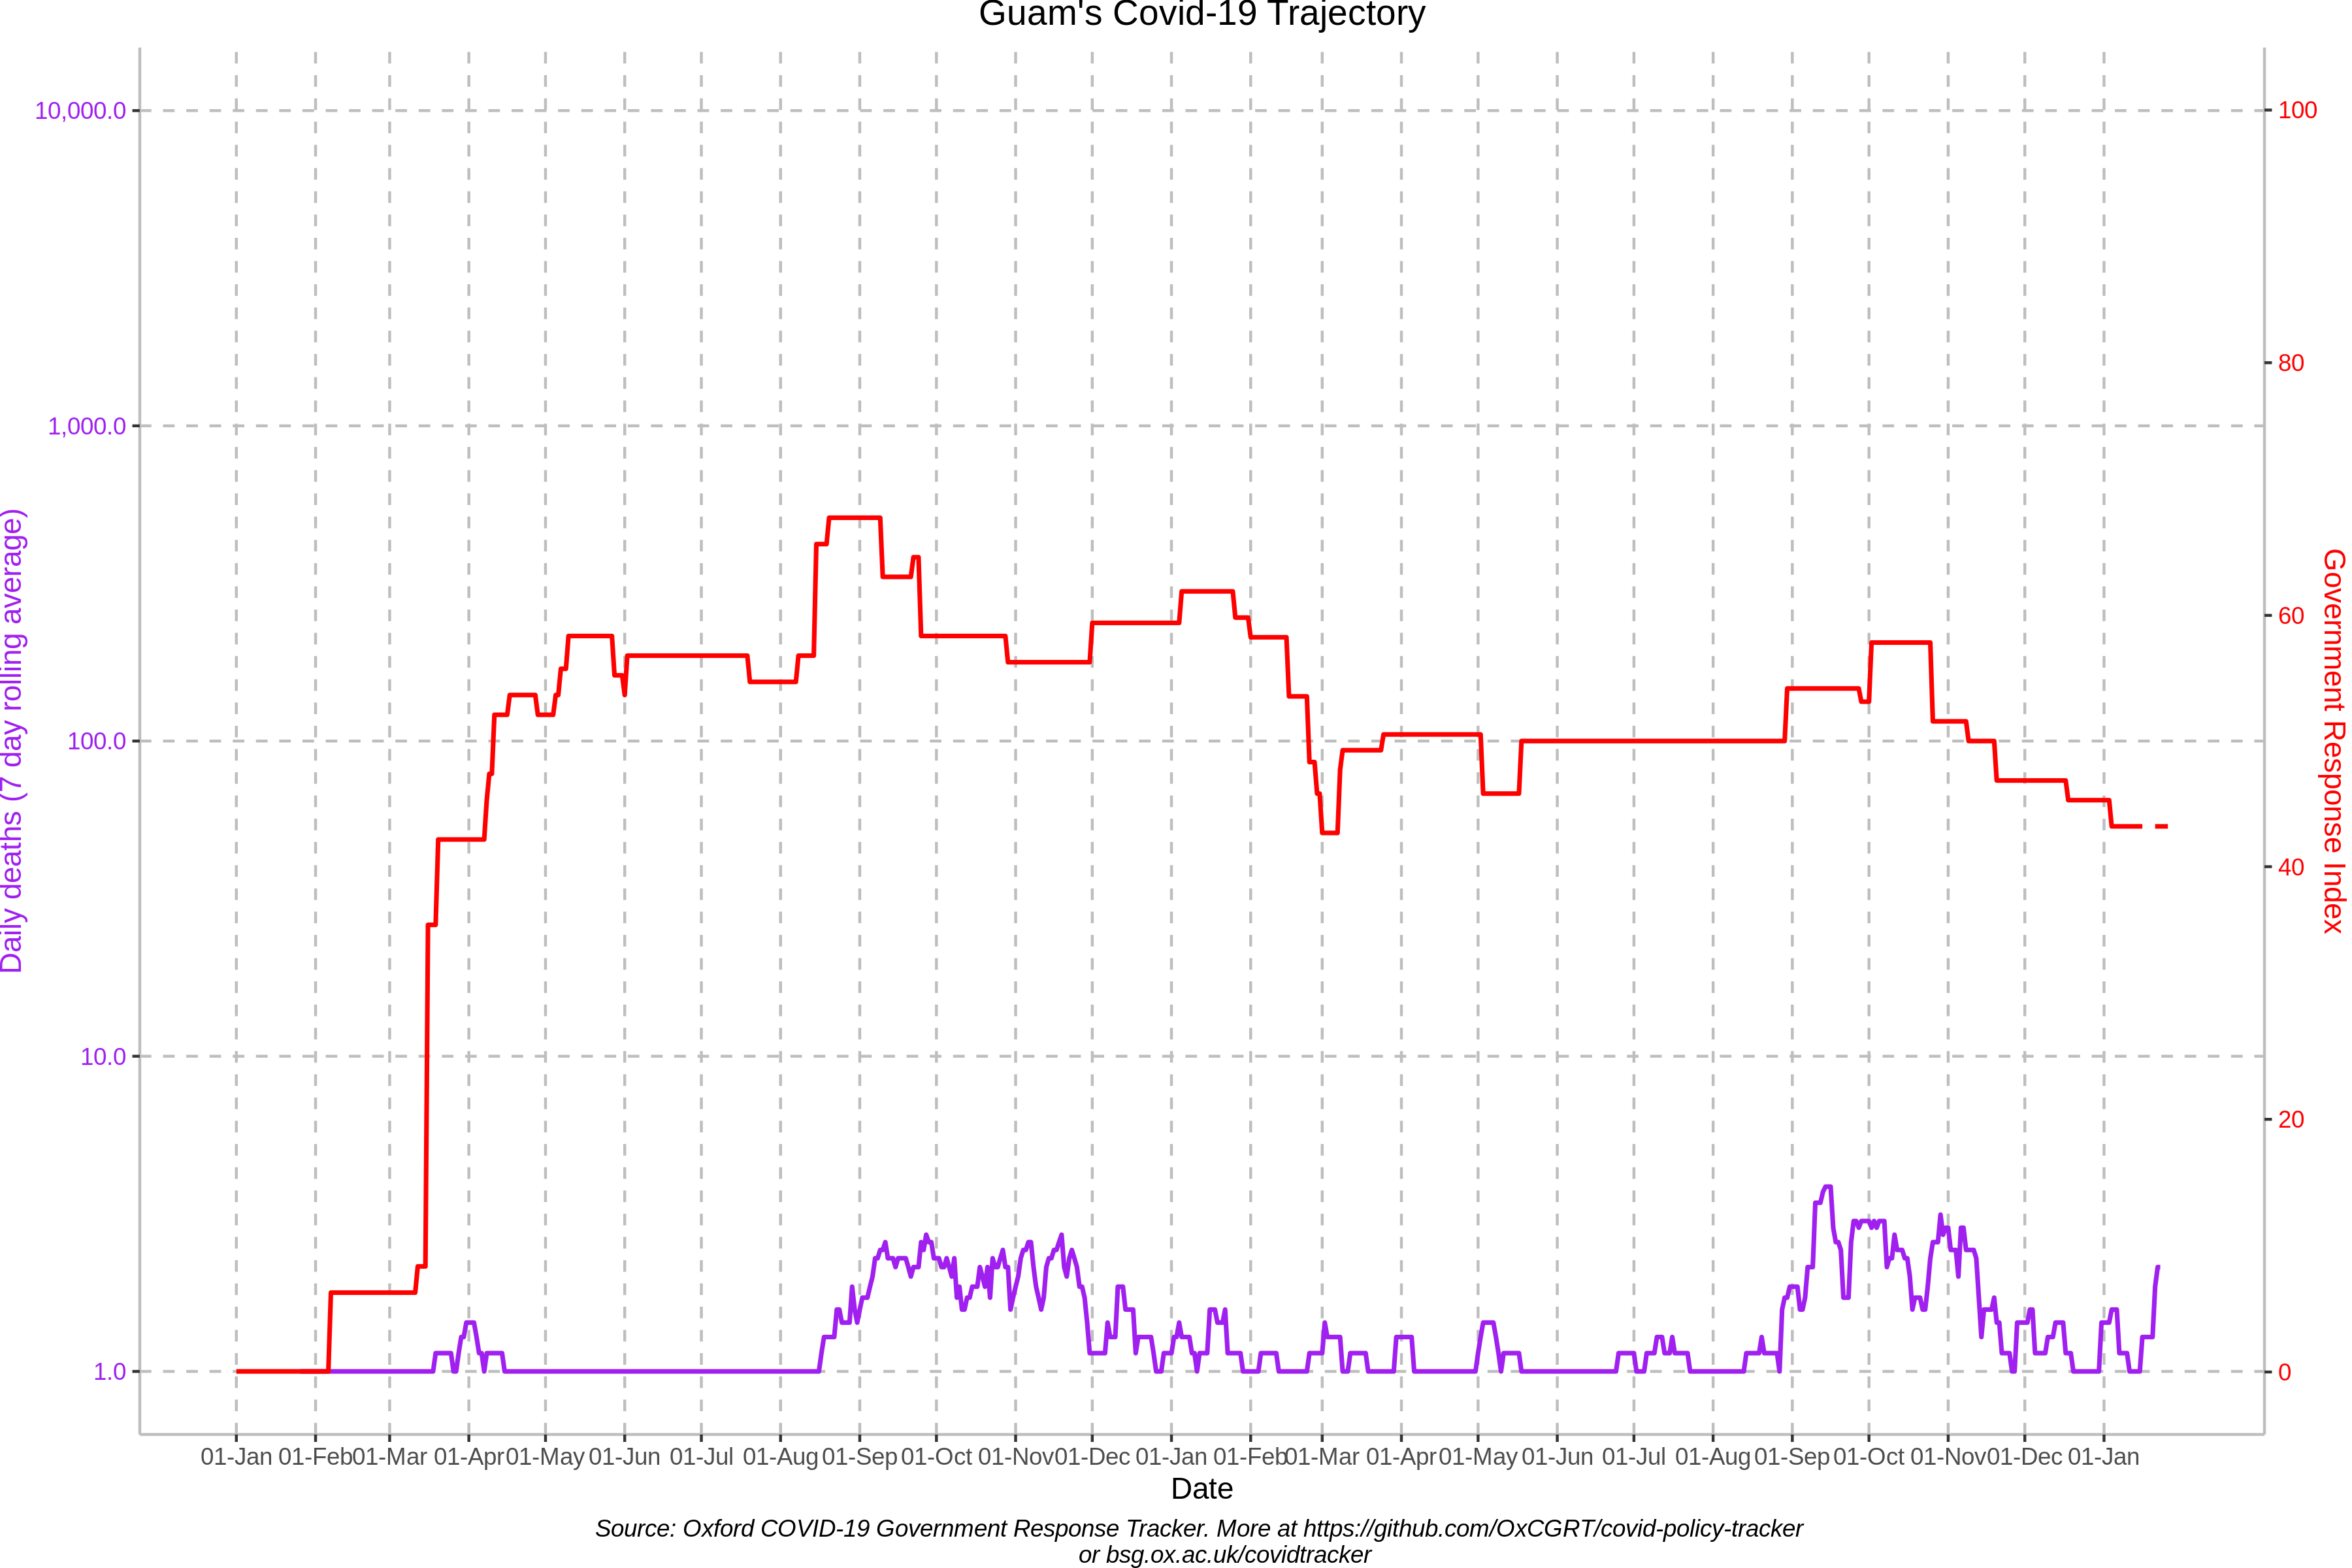 Guam's Covid-19 Trajectory
10,000.0
1,000.0
100.0
10.0
1.0
Daily deaths (7 day rolling average)
100
80
60
40
20
0
Government Response Index
01-Jan 01-Feb 01-Mar 01-Apr 01-May 01-Jun 01-Jul 01-Aug 01-Sep 01-Oct 01-Nov 01-Dec 01-Jan 01-Feb 01-Mar 01-Apr 01-May 01-Jun 01-Jul 01-Aug 01-Sep 01-Oct 01-Nov 01-Dec 01-Jan
Date
Source: Oxford COVID-19 Government Response Tracker. More at https://github.com/OxCGRT/covid-policy-tracker
or bsg.ox.ac.uk/covidtracker